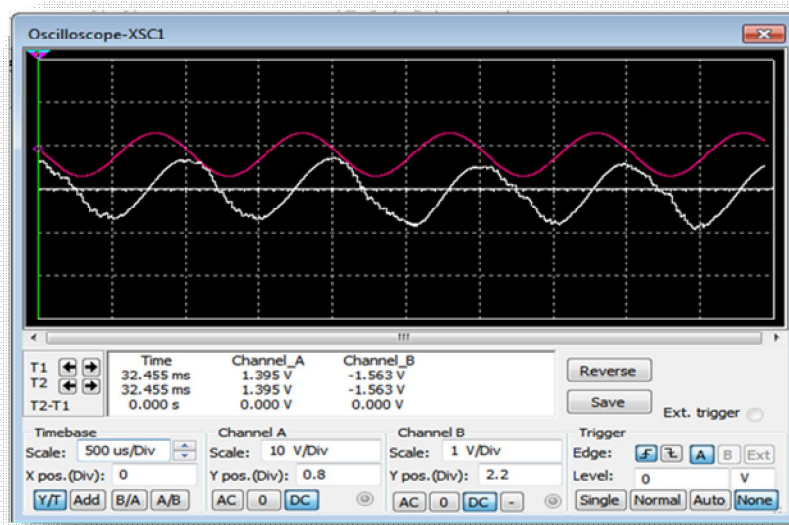 Oscilloscope-XSC1
Time Channel_A Channel_B
T1 32.455 ms 1.395 V -1.563 V
T2 32.455 ms 1.395 V -1.563 V
T2-T1 0.000 s 0.000 V 0.000 V
Reverse
Save
Ext. trigger
Timebase
Scale: 500 us/Div
X pos.(Div): 0
Y/T Add B/A A/B
Channel A
Scale: 10 V/Div
Y pos.(Div): 0.8
AC 0 DC
Channel B
Scale: 1 V/Div
Y pos.(Div): 2.2
AC 0 DC -
Trigger
Edge: A B Ext
Level: 0 V
Single Normal Auto None